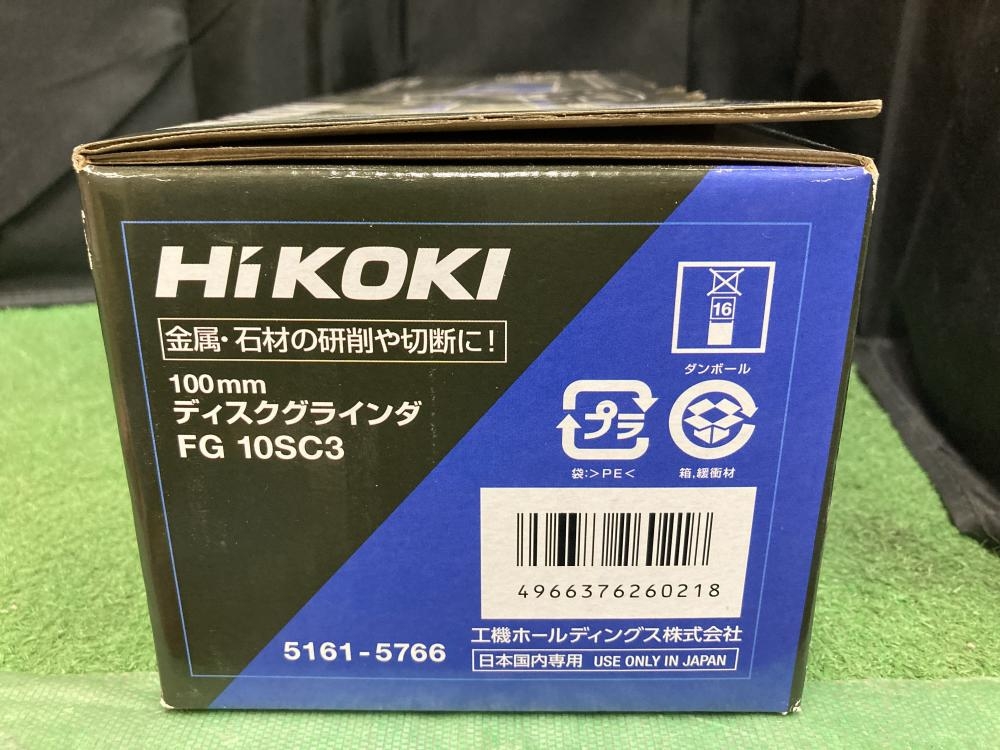 HiKOKI
金属・石材の研削や切断に!
100mm
ディスクグラインダ
FG 10SC3
16
ダンボール
プラ
袋:>PE<
箱,緩衝材
4966376260218
工機ホールディングス株式会社
5161-5766
日本国内専用 USE ONLY IN JAPAN